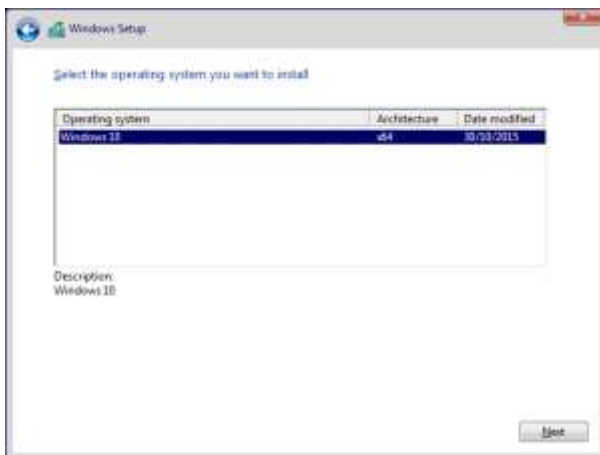 Windows Setup
Select the operating system you want to install
Operating system Architecture Date modified
Windows 10 x64 30/10/2015
Description:
Windows 10
Next